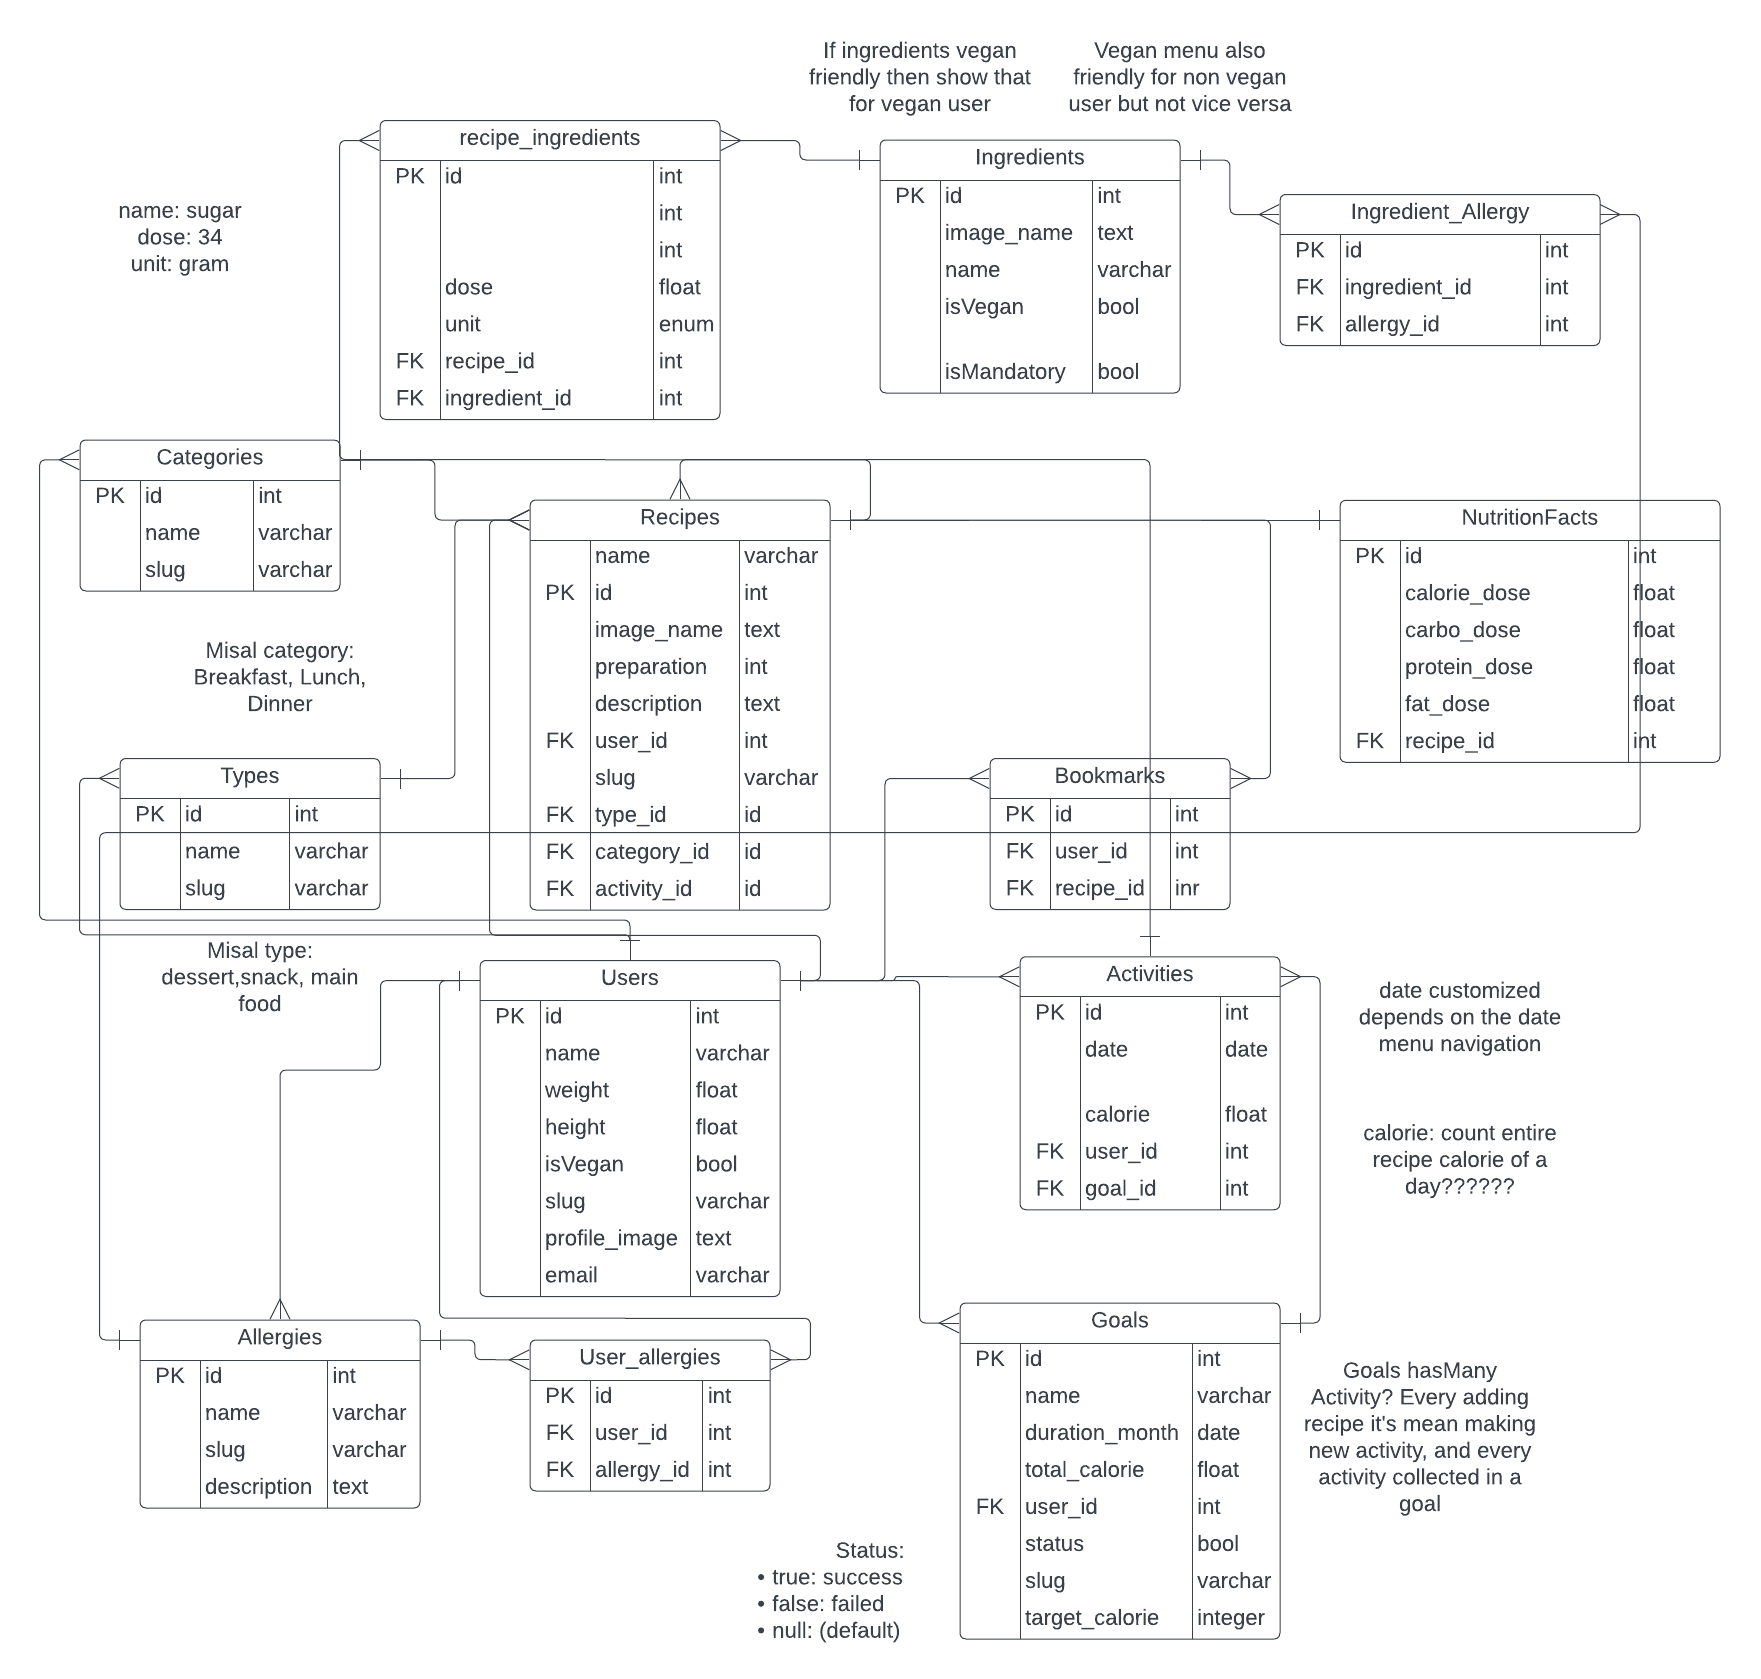 If ingredients vegan
friendly then show that
for vegan user
Vegan menu also
friendly for non vegan
user but not vice versa
recipe_ingredients
PK id int
int
int
dose float
unit enum
FK recipe_id int
FK ingredient_id int
Ingredients
PK id int
image_name text
name varchar
isVegan bool
isMandatory bool
Ingredient_Allergy
PK id int
FK ingredient_id int
FK allergy_id int
name: sugar
dose: 34
unit: gram
Categories
PK id int
name varchar
slug varchar
Recipes
name varchar
PK id int
image_name text
preparation int
description text
FK user_id int
slug varchar
FK type_id id
FK category_id id
FK activity_id id
NutritionFacts
PK id int
calorie_dose float
carbo_dose float
protein_dose float
fat_dose float
FK recipe_id int
Misal category:
Breakfast, Lunch,
Dinner
Types
PK id int
name varchar
slug varchar
Bookmarks
PK id int
FK user_id int
FK recipe_id inr
Misal type:
dessert,snack, main
food
Users
PK id int
name varchar
weight float
height float
isVegan bool
slug varchar
profile_image text
email varchar
Activities
PK id int
date date
calorie float
FK user_id int
FK goal_id int
date customized
depends on the date
menu navigation
calorie: count entire
recipe calorie of a
day??????
Allergies
PK id int
name varchar
slug varchar
description text
User_allergies
PK id int
FK user_id int
FK allergy_id int
Goals
PK id int
name varchar
duration_month date
total_calorie float
FK user_id int
status bool
slug varchar
target_calorie integer
Goals hasMany
Activity? Every adding
recipe it's mean making
new activity, and every
activity collected in a
goal
Status:
• true: success
• false: failed
• null: (default)